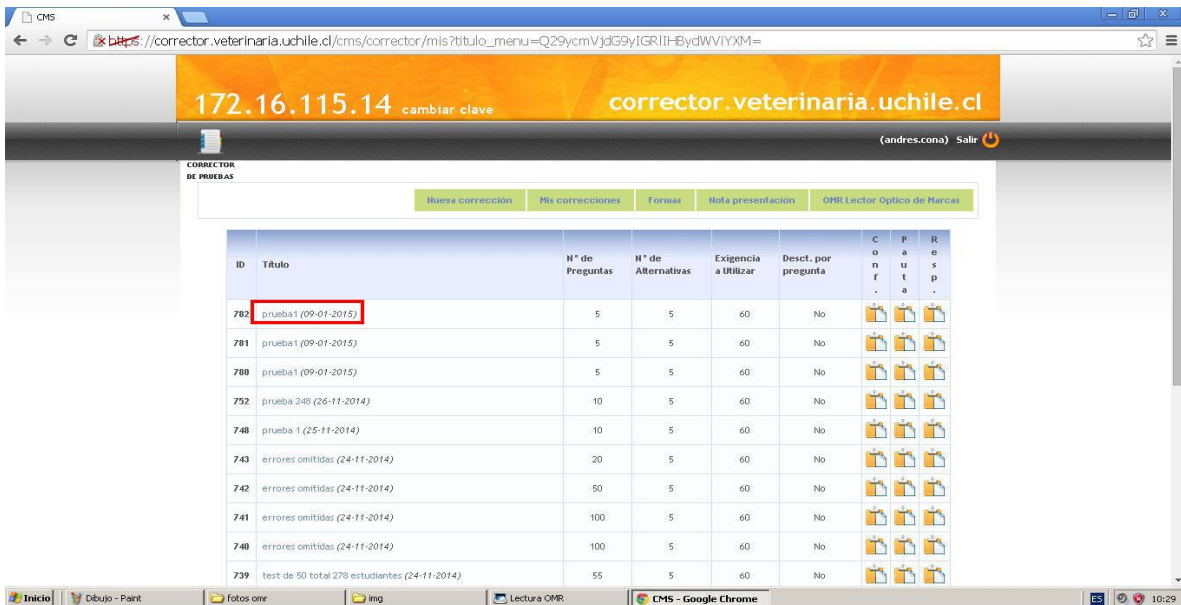 CMS
https://corrector.veterinaria.uchile.cl/cms/corrector/mis?titulo_menu=Q29ycmVjdG9yIGRlIHBydWViYXM=
172.16.115.14 cambiar clave corrector.veterinaria.uchile.cl
(andres.cona) Salir
CORRECTOR
DE PRUEBAS
Nueva corrección Mis correcciones Formas Nota presentación OMR Lector Optico de Marcas
ID Título N° de Preguntas N° de Alternativas Exigencia a Utilizar Desct. por pregunta Conf. Pauta Resp.
782 prueba1 (09-01-2015) 5 5 60 No
781 prueba1 (09-01-2015) 5 5 60 No
780 prueba1 (09-01-2015) 5 5 60 No
752 prueba 248 (26-11-2014) 10 5 60 No
748 prueba 1 (25-11-2014) 10 5 60 No
743 errores omitidas (24-11-2014) 20 5 60 No
742 errores omitidas (24-11-2014) 50 5 60 No
741 errores omitidas (24-11-2014) 100 5 60 No
740 errores omitidas (24-11-2014) 100 5 60 No
739 test de 50 total 278 estudiantes (24-11-2014) 55 5 60 No
Inicio Dibujo - Paint fotos omr img Lectura OMR CMS - Google Chrome ES 10:29